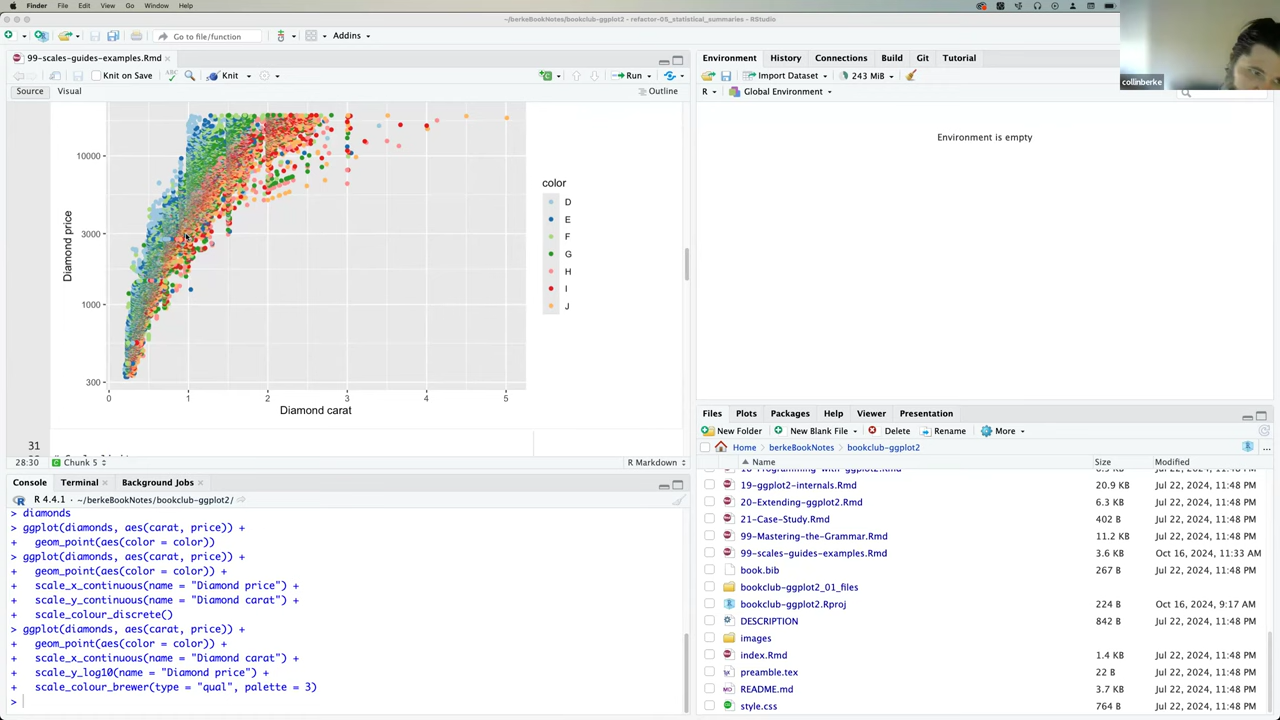 Finder File Edit View Go Window Help
~/berkeBookNotes/bookclub-ggplot2 - refactor-05_statistical_summaries - RStudio
Go to file/function
Addins
99-scales-guides-examples.Rmd
Knit on Save
Knit
Run
Source Visual
Outline
10000
3000
1000
300
Diamond price
0 1 2 3 4 5
Diamond carat
color
D
E
F
G
H
I
J
31
28:30 Chunk 5
R Markdown
Console Terminal Background Jobs
R 4.4.1 · ~/berkeBookNotes/bookclub-ggplot2/
> diamonds
> ggplot(diamonds, aes(carat, price)) +
+ geom_point(aes(color = color))
> ggplot(diamonds, aes(carat, price)) +
+ geom_point(aes(color = color)) +
+ scale_x_continuous(name = "Diamond price") +
+ scale_y_continuous(name = "Diamond carat") +
+ scale_colour_discrete()
> ggplot(diamonds, aes(carat, price)) +
+ geom_point(aes(color = color)) +
+ scale_x_continuous(name = "Diamond carat") +
+ scale_y_log10(name = "Diamond price") +
+ scale_colour_brewer(type = "qual", palette = 3)
>
Environment History Connections Build Git Tutorial
Import Dataset 243 MiB
R Global Environment
Environment is empty
collinberke
Files Plots Packages Help Viewer Presentation
New Folder New Blank File Delete Rename More
Home berkeBookNotes bookclub-ggplot2
Name Size Modified
19-ggplot2-internals.Rmd 20.9 KB Jul 22, 2024, 11:48 PM
20-Extending-ggplot2.Rmd 6.3 KB Jul 22, 2024, 11:48 PM
21-Case-Study.Rmd 402 B Jul 22, 2024, 11:48 PM
99-Mastering-the-Grammar.Rmd 11.2 KB Jul 22, 2024, 11:48 PM
99-scales-guides-examples.Rmd 3.6 KB Oct 16, 2024, 11:33 AM
book.bib 267 B Jul 22, 2024, 11:48 PM
bookclub-ggplot2_01_files
bookclub-ggplot2.Rproj 224 B Oct 16, 2024, 9:17 AM
DESCRIPTION 842 B Jul 22, 2024, 11:48 PM
images
index.Rmd 1.4 KB Jul 22, 2024, 11:48 PM
preamble.tex 22 B Jul 22, 2024, 11:48 PM
README.md 3.7 KB Jul 22, 2024, 11:48 PM
style.css 764 B Jul 22, 2024, 11:48 PM